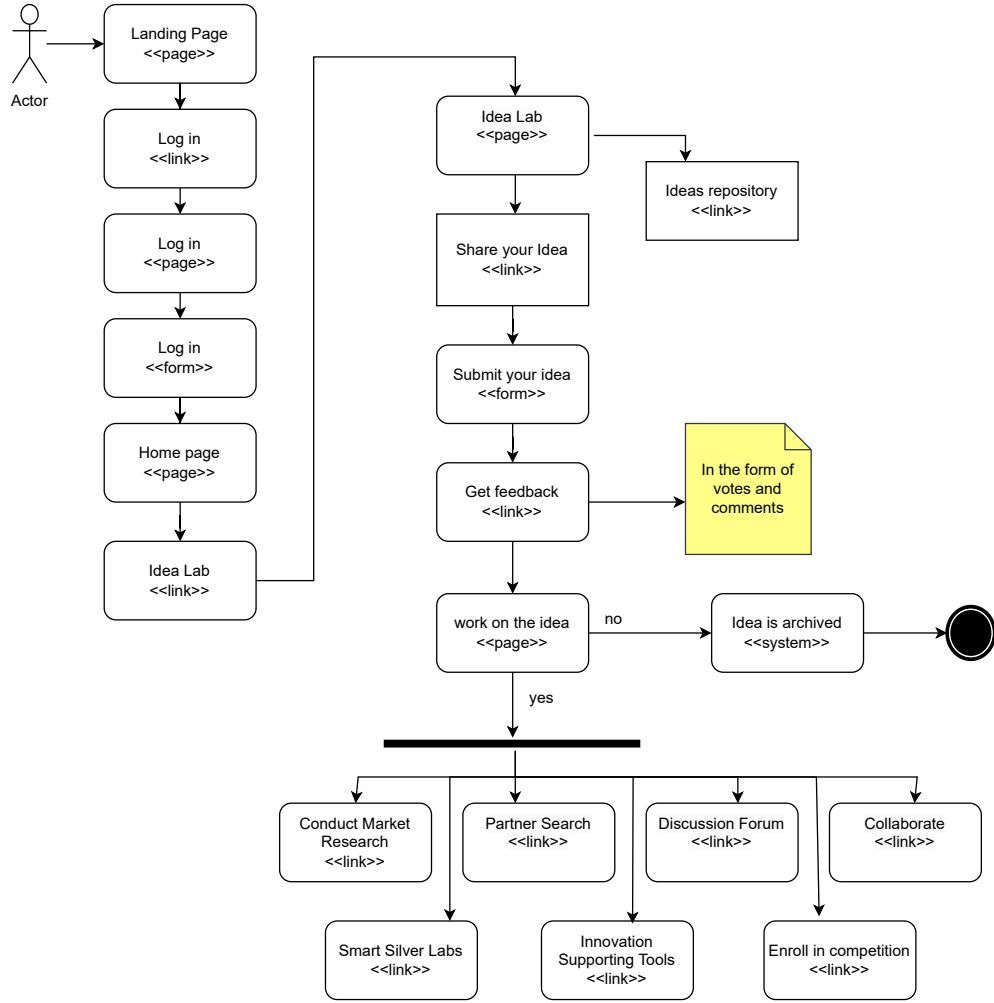 Actor
Landing Page
<<page>>
Log in
<<link>>
Log in
<<page>>
Log in
<<form>>
Home page
<<page>>
Idea Lab
<<link>>
Idea Lab
<<page>>
Ideas repository
<<link>>
Share your Idea
<<link>>
Submit your idea
<<form>>
Get feedback
<<link>>
In the form of
votes and
comments
work on the idea
<<page>>
no
Idea is archived
<<system>>
yes
Conduct Market
Research
<<link>>
Partner Search
<<link>>
Discussion Forum
<<link>>
Collaborate
<<link>>
Smart Silver Labs
<<link>>
Innovation
Supporting Tools
<<link>>
Enroll in competition
<<link>>